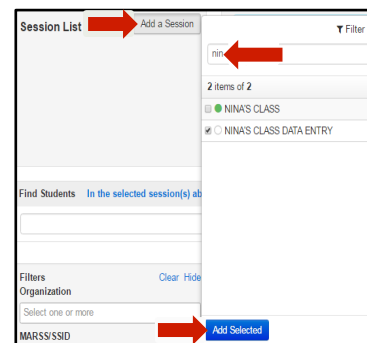 Session List
Add a Session
Filter
nin
2 items of 2
NINA'S CLASS
NINA'S CLASS DATA ENTRY
Find Students In the selected session(s) ab
Filters Clear Hide
Organization
Select one or more
MARSS/SSID
Add Selected